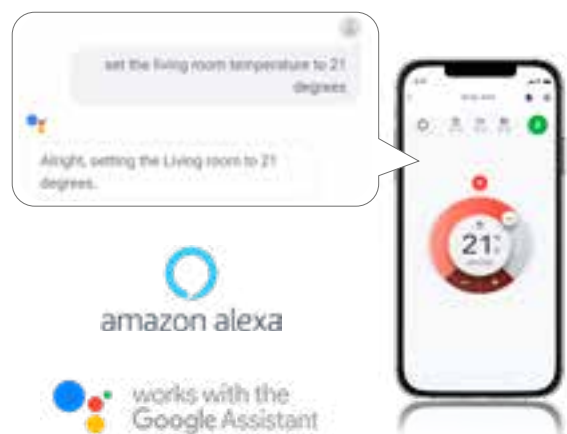 set the living room temperature to 21
degrees
Alright, setting the Living room to 21
degrees.
21
amazon alexa
works with the
Google Assistant